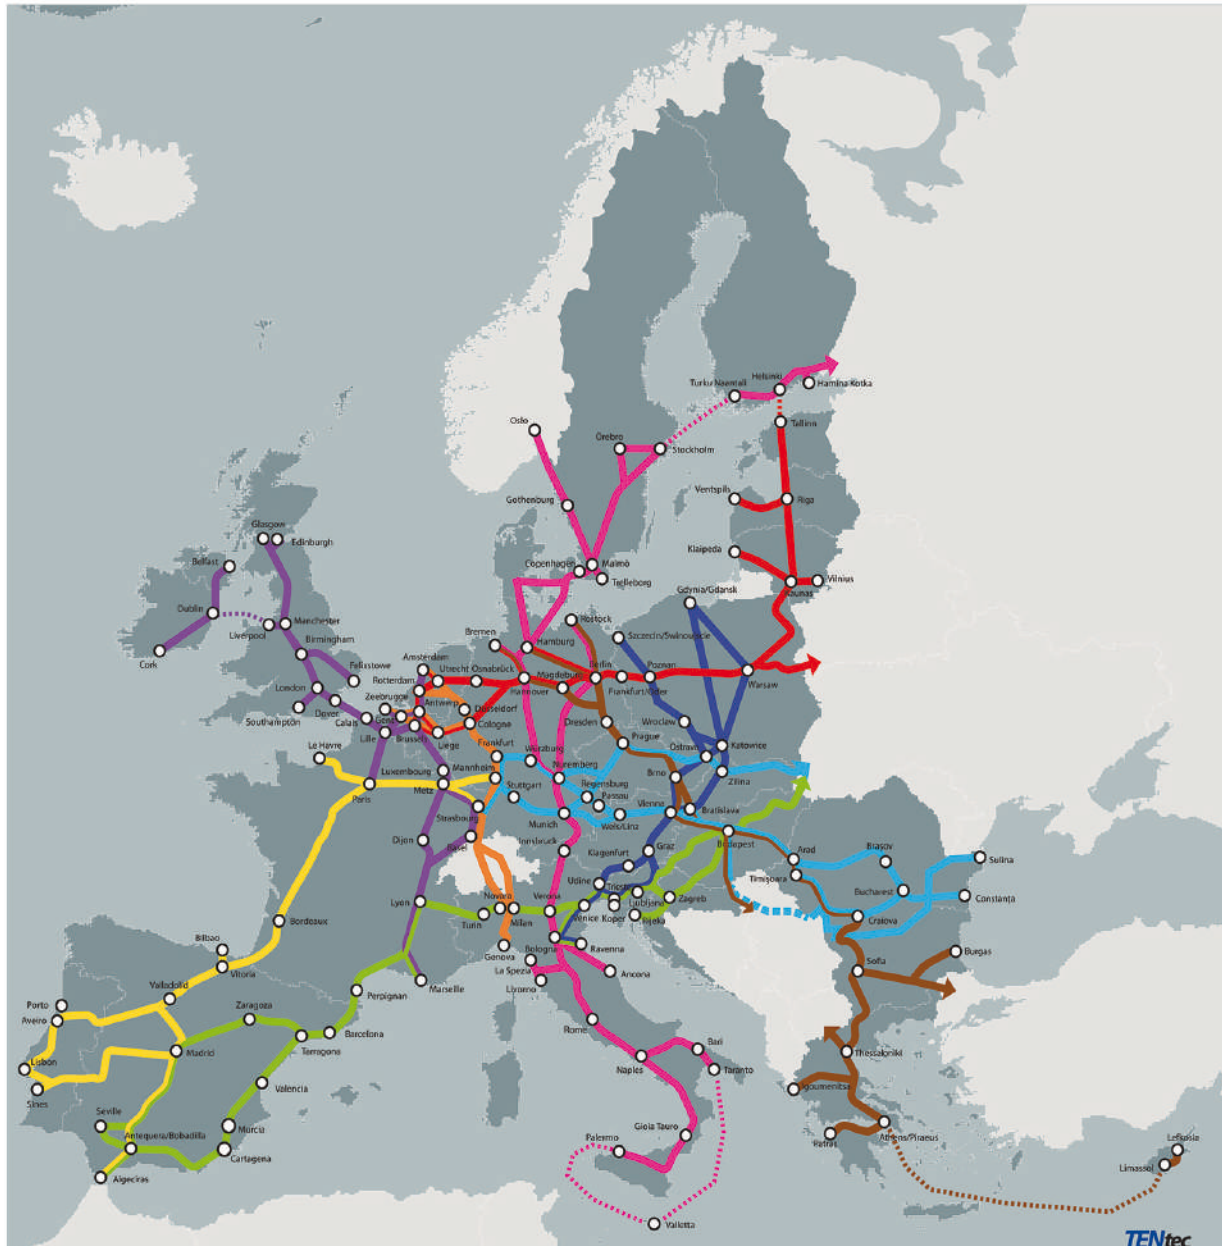 Helsinki
Turku/Naantali
Hamina Kotka
Oslo
Örebro
Stockholm
Tallinn
Ventspils
Riga
Gothenburg
Glasgow
Edinburgh
Belfast
Copenhagen
Malmö
Trelleborg
Klaipeda
Vilnius
Kaunas
Gdynia/Gdansk
Dublin
Liverpool
Manchester
Rostock
Szczecin/Swinoujscie
Cork
Birmingham
Bremen
Hamburg
Felixstowe
Amsterdam
Berlin
Poznan
Rotterdam
Utrecht
Osnabrück
Magdeburg
Warsaw
London
Zeebrugge
Hannover
Frankfurt/Oder
Southampton
Dover
Calais
Gent
Antwerp
Düsseldorf
Cologne
Dresden
Wroclaw
Lille
Brussels
Liege
Prague
Le Havre
Frankfurt
Würzburg
Ostrava
Katowice
Luxembourg
Mannheim
Nuremberg
Brno
Zilina
Paris
Metz
Stuttgart
Regensburg
Passau
Strasbourg
Munich
Wels/Linz
Vienna
Bratislava
Dijon
Basel
Innsbruck
Klagenfurt
Graz
Budapest
Arad
Brașov
Sulina
Timișoara
Udine
Trieste
Bucharest
Constanța
Lyon
Novara
Verona
Ljubljana
Zagreb
Turin
Milan
Venice
Koper
Rijeka
Craiova
Bordeaux
Bilbao
Genova
Bologna
Ravenna
Burgas
Vitoria
La Spezia
Ancona
Sofia
Valladolid
Marseille
Livorno
Porto
Perpignan
Aveiro
Zaragoza
Rome
Barcelona
Madrid
Tarragona
Bari
Thessaloniki
Lisbon
Naples
Taranto
Sines
Valencia
Igoumenitsa
Seville
Murcia
Gioia Tauro
Patras
Athens/Piraeus
Antequera/Bobadilla
Palermo
Lefkosia
Cartagena
Limassol
Algeciras
Valletta
TENtec